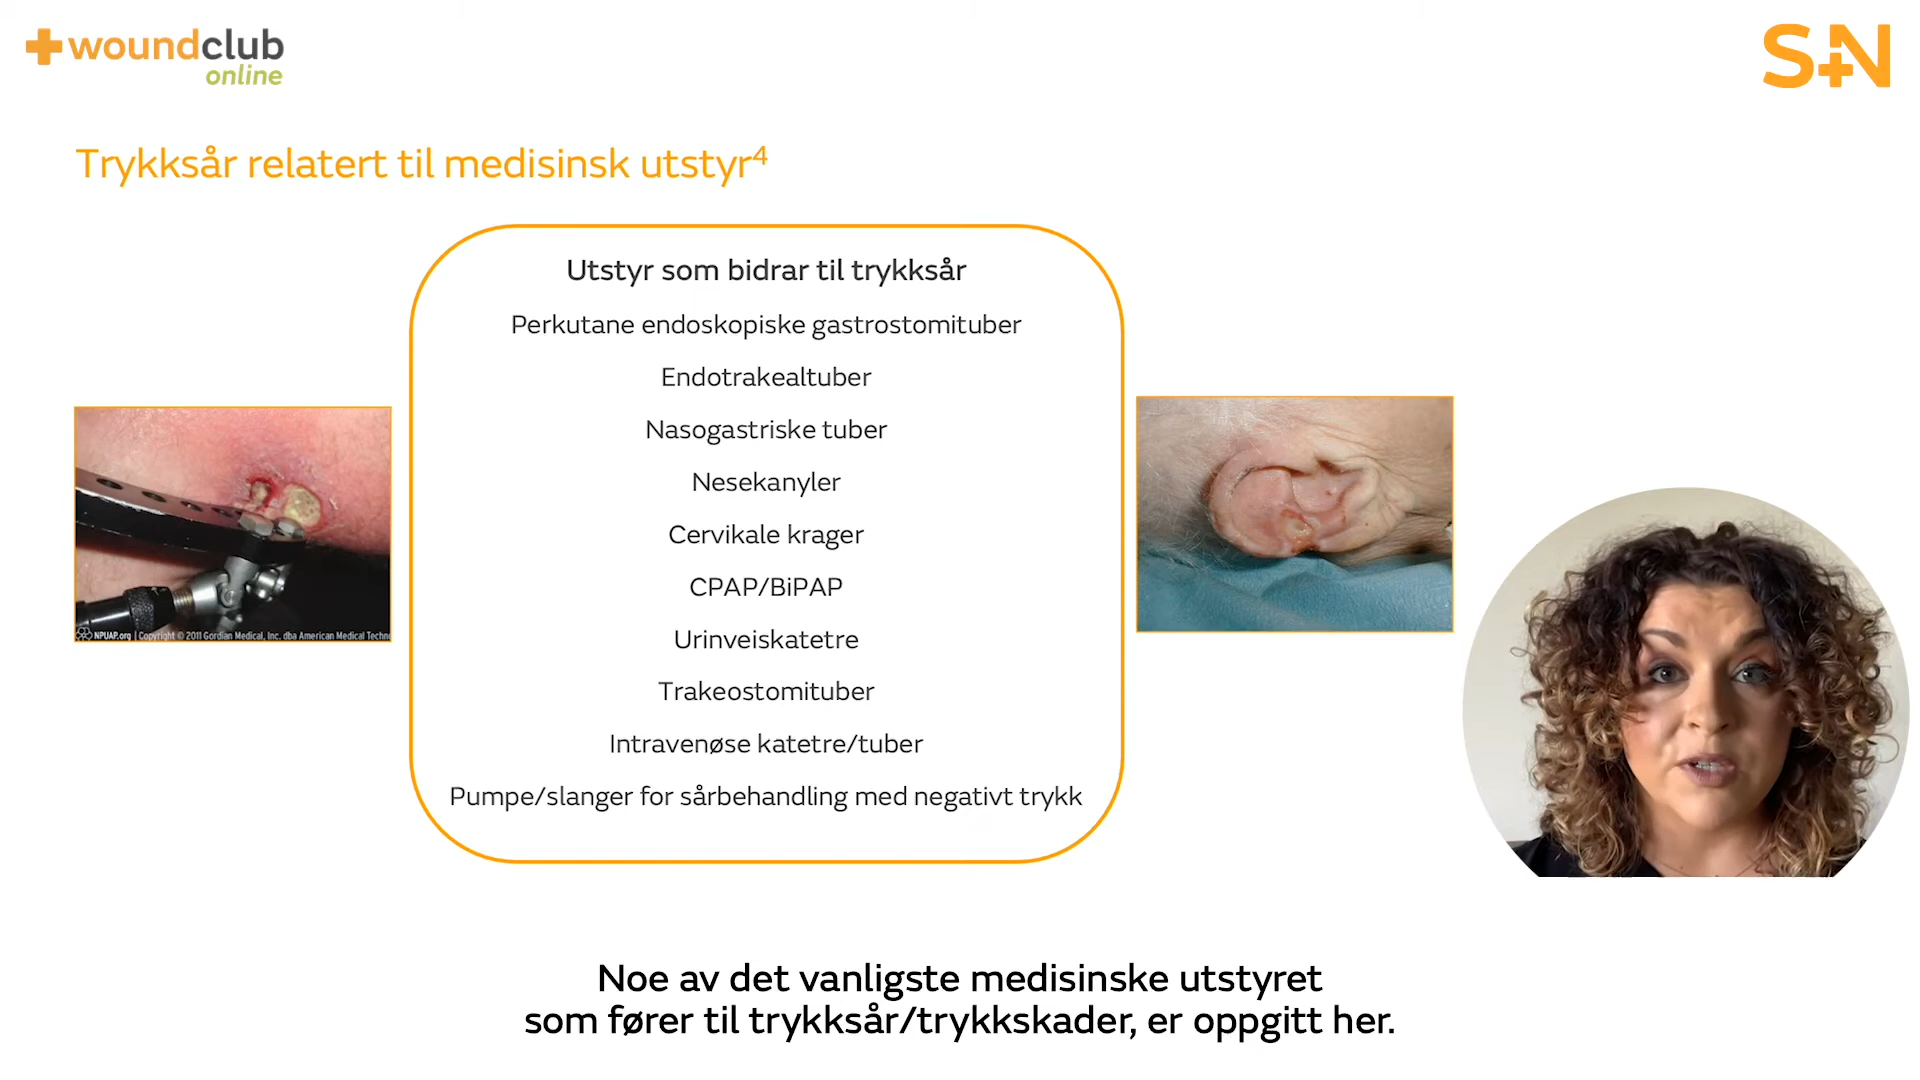 woundclub
online
S+N
Trykksår relatert til medisinsk utstyr⁴
Utstyr som bidrar til trykksår
Perkutane endoskopiske gastrostomituber
Endotrakealtuber
Nasogastriske tuber
Nesekanyler
Cervikale krager
CPAP/BiPAP
Urinveiskatetre
Trakeostomituber
Intravenøse katetre/tuber
Pumpe/slanger for sårbehandling med negativt trykk
NPUAP.org | Copyright © 2011 Gordian Medical, Inc. dba American Medical Techno
Noe av det vanligste medisinske utstyret
som fører til trykksår/trykkskader, er oppgitt her.